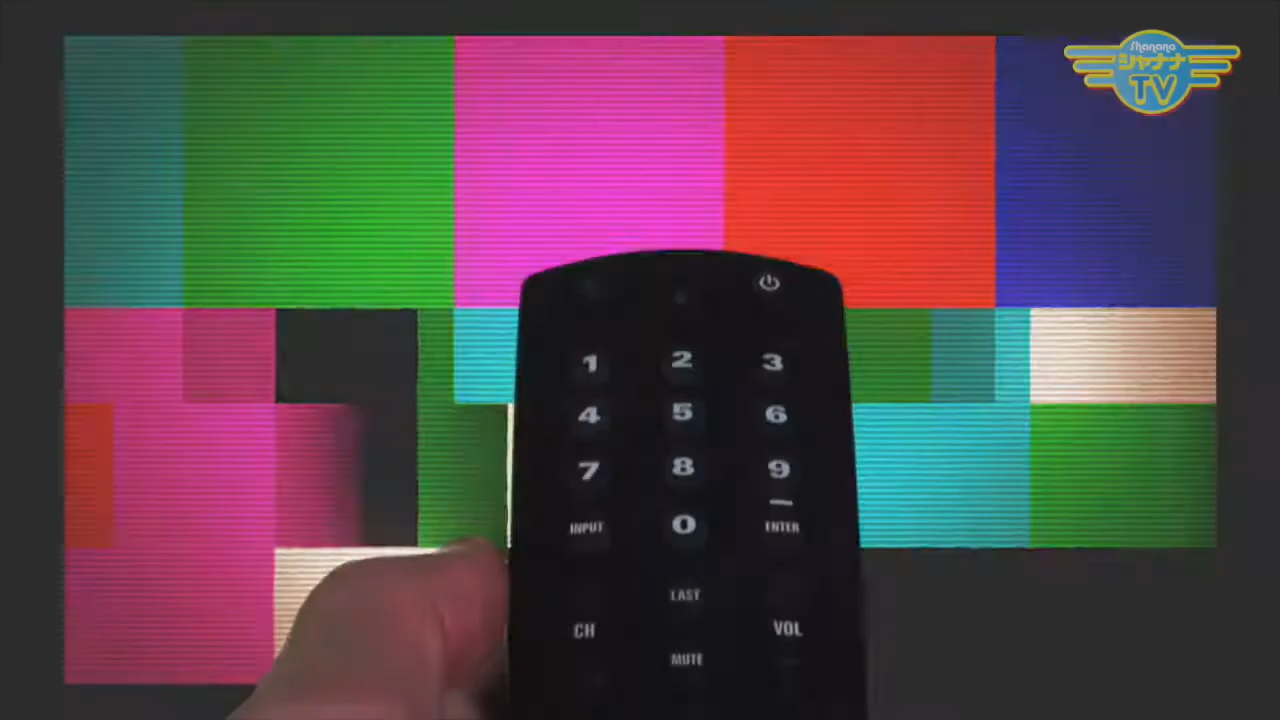 Shanana
シャナナ
TV
1 2 3
4 5 6
7 8 9
INPUT 0 ENTER
LAST
CH VOL
MUTE